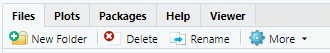 Files Plots Packages Help Viewer
New Folder Delete Rename More